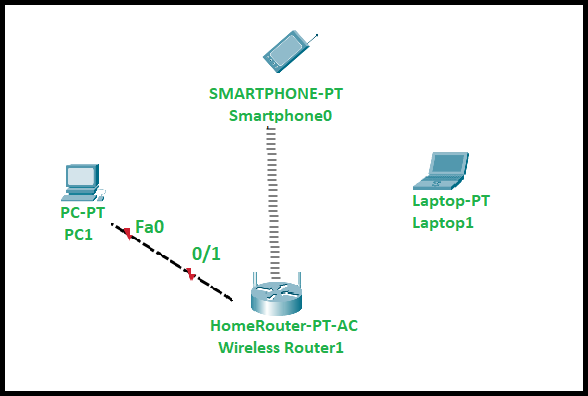 SMARTPHONE-PT
Smartphone0
PC-PT
PC1
Fa0
0/1
Laptop-PT
Laptop1
HomeRouter-PT-AC
Wireless Router1